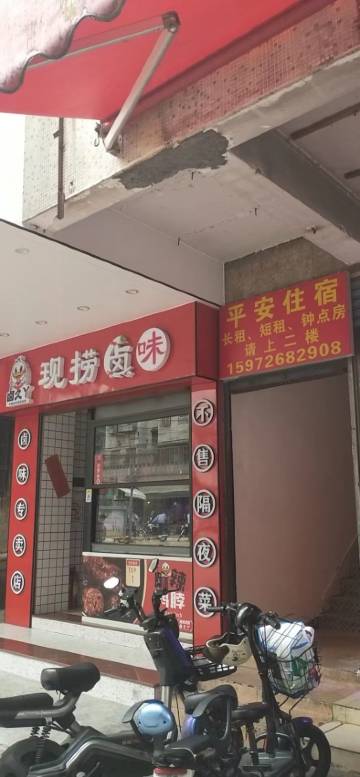 平安住宿
长租、短租、钟点房
请上二楼
15972682908
现捞卤味
卤味专卖店
不售隔夜菜